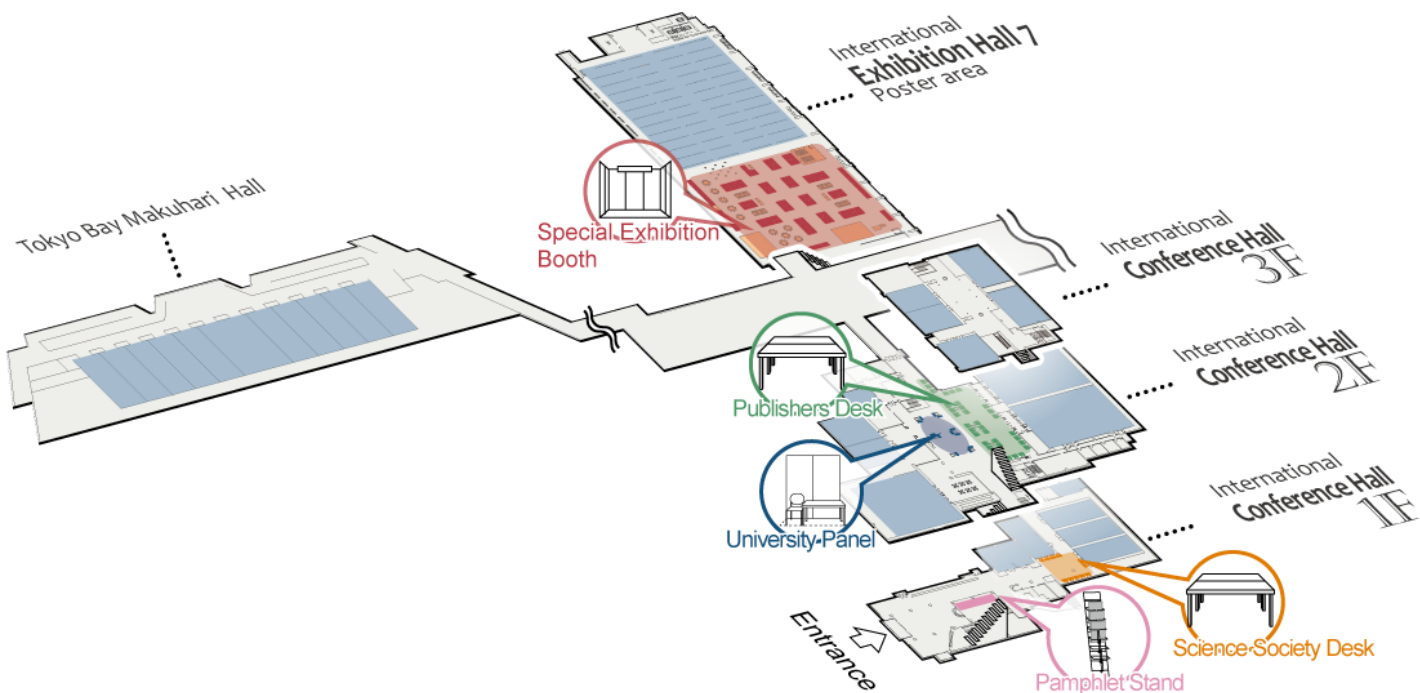 International
Exhibition Hall 7
Poster area
Tokyo Bay Makuhari Hall
Special Exhibition
Booth
International
Conference Hall
3F
International
Conference Hall
2F
Publishers Desk
University Panel
International
Conference Hall
1F
Entrance
Science Society Desk
Pamphlet Stand